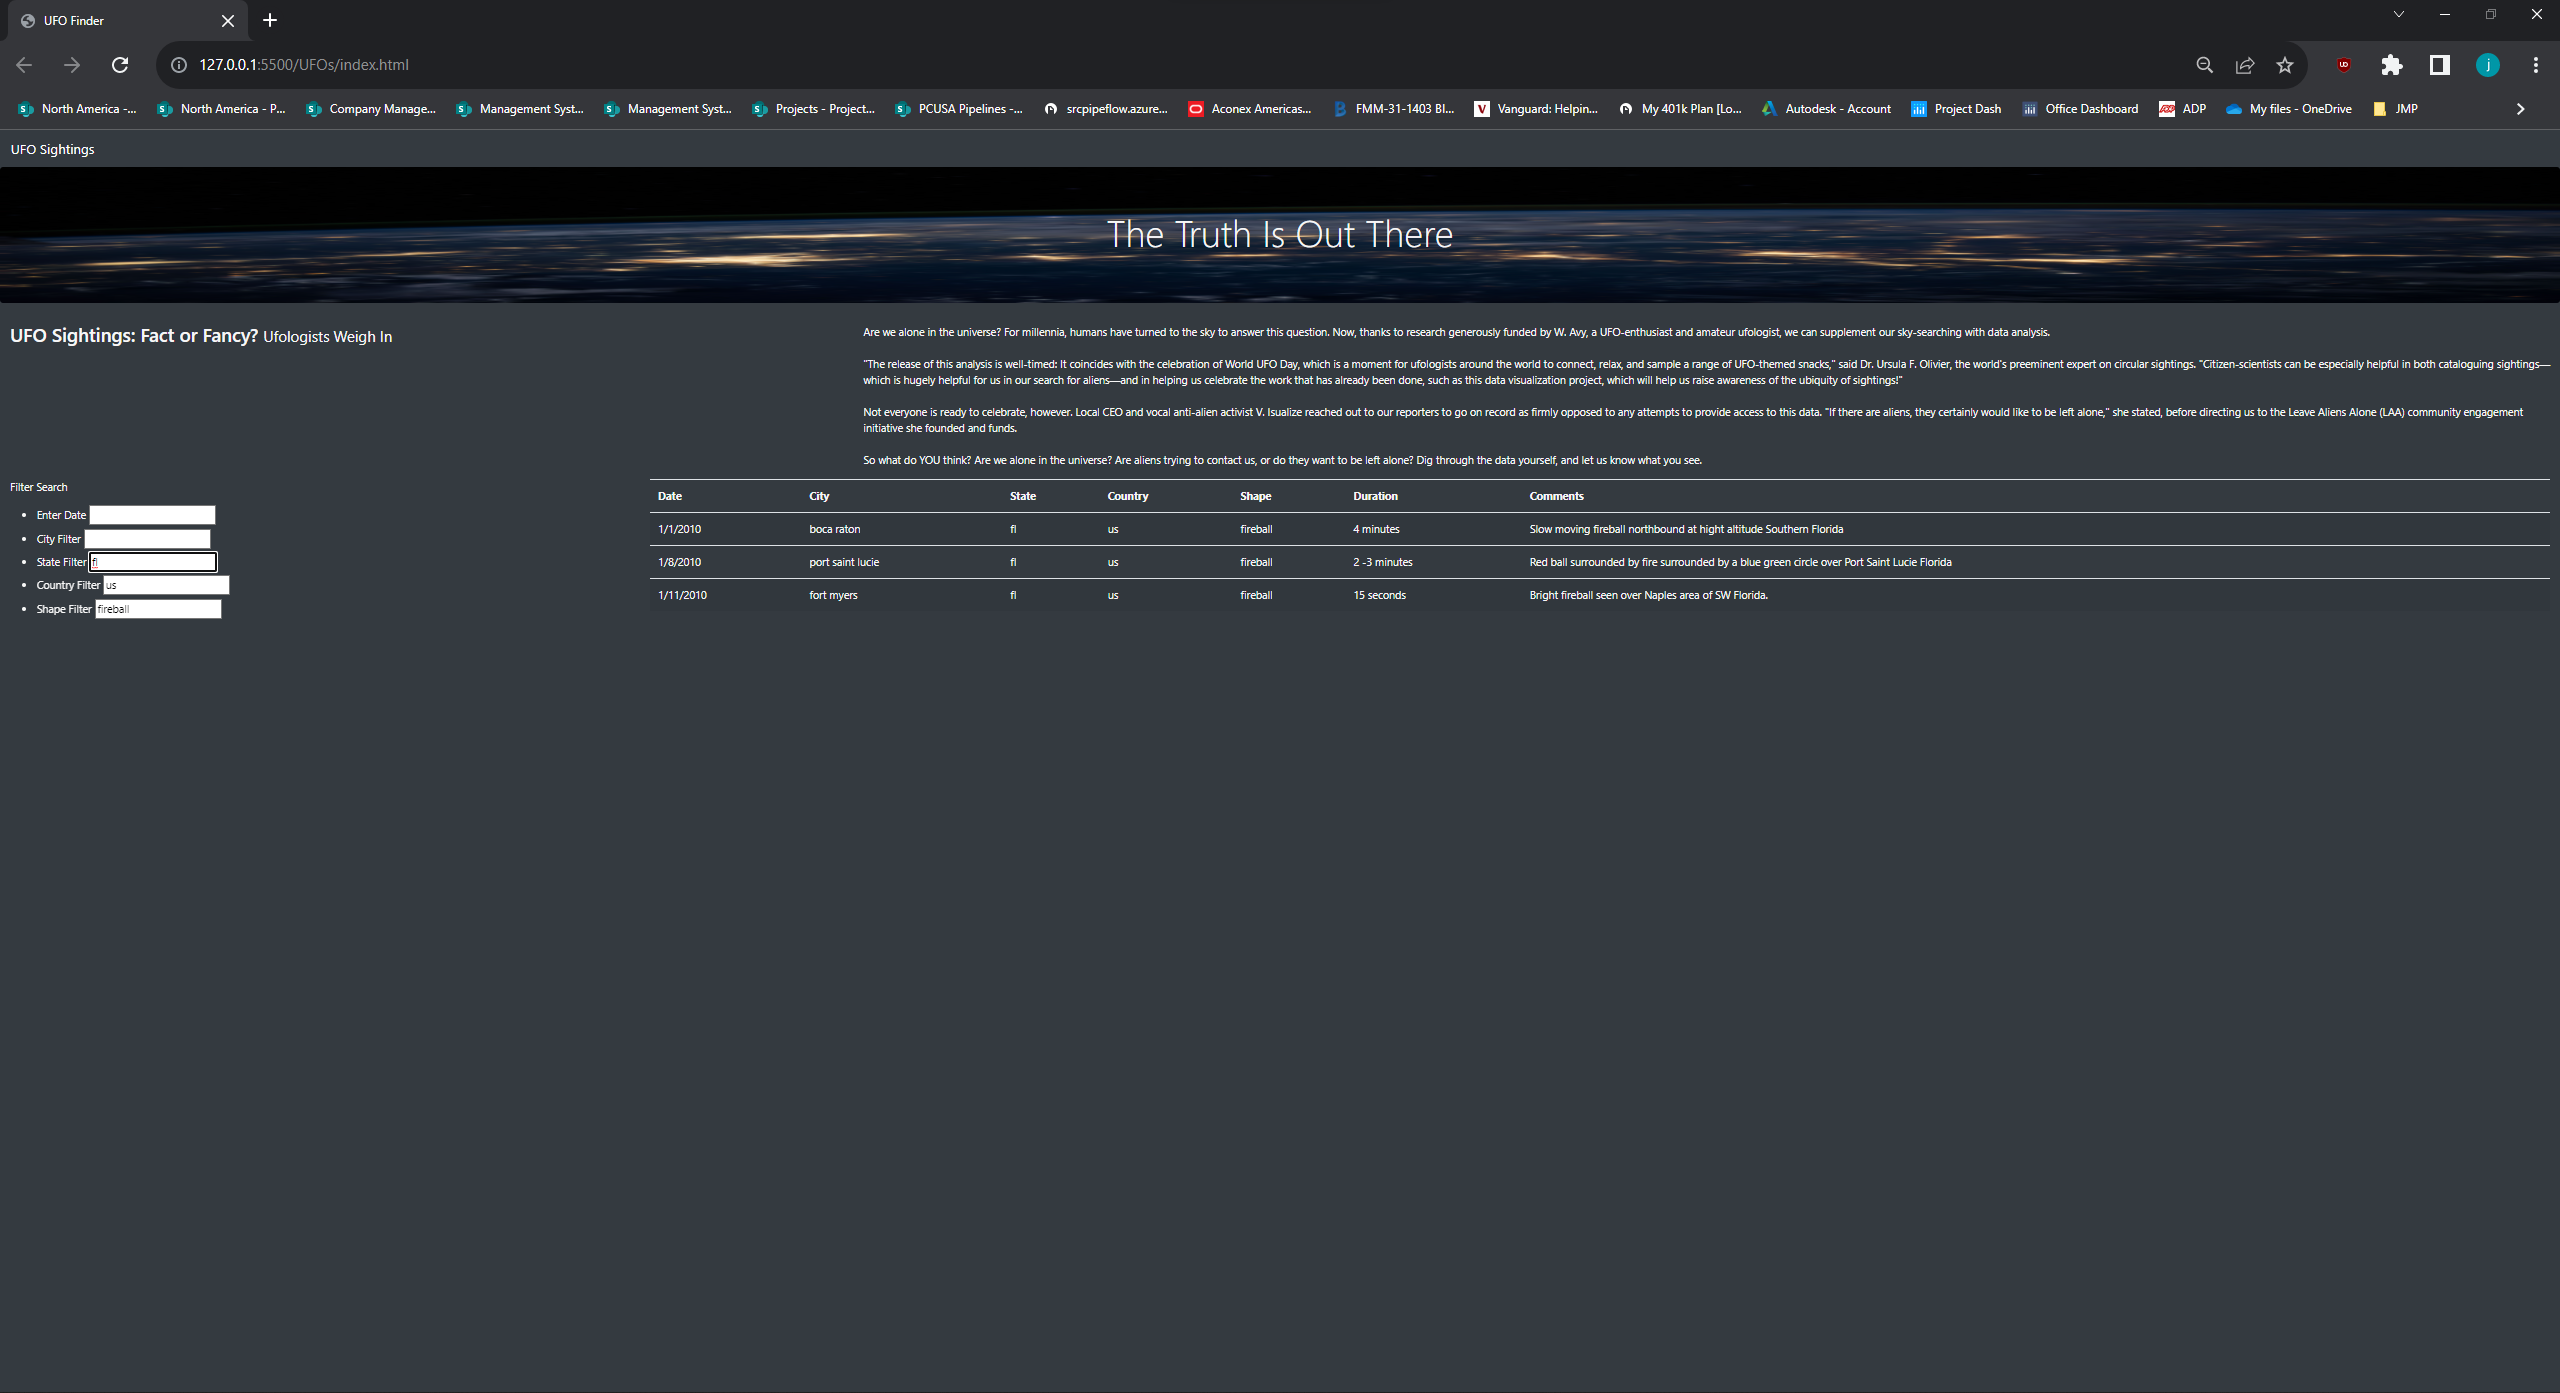 UFO Finder
127.0.0.1:5500/UFOs/index.html
North America -... North America - P... Company Manage... Management Syst... Management Syst... Projects - Project... PCUSA Pipelines -... srcpipeflow.azure... Aconex Americas... FMM-31-1403 BI... Vanguard: Helpin... My 401k Plan [Lo... Autodesk - Account Project Dash Office Dashboard ADP My files - OneDrive JMP
UFO Sightings
The Truth Is Out There
UFO Sightings: Fact or Fancy? Ufologists Weigh In
Are we alone in the universe? For millennia, humans have turned to the sky to answer this question. Now, thanks to research generously funded by W. Avy, a UFO-enthusiast and amateur ufologist, we can supplement our sky-searching with data analysis.
"The release of this analysis is well-timed: It coincides with the celebration of World UFO Day, which is a moment for ufologists around the world to connect, relax, and sample a range of UFO-themed snacks," said Dr. Ursula F. Olivier, the world's preeminent expert on circular sightings. "Citizen-scientists can be especially helpful in both cataloguing sightings—
which is hugely helpful for us in our search for aliens—and in helping us celebrate the work that has already been done, such as this data visualization project, which will help us raise awareness of the ubiquity of sightings!"
Not everyone is ready to celebrate, however. Local CEO and vocal anti-alien activist V. Isualize reached out to our reporters to go on record as firmly opposed to any attempts to provide access to this data. "If there are aliens, they certainly would like to be left alone," she stated, before directing us to the Leave Aliens Alone (LAA) community engagement
initiative she founded and funds.
So what do YOU think? Are we alone in the universe? Are aliens trying to contact us, or do they want to be left alone? Dig through the data yourself, and let us know what you see.
Filter Search
Enter Date
City Filter
State Filter fl
Country Filter us
Shape Filter fireball
Date City State Country Shape Duration Comments
1/1/2010 boca raton fl us fireball 4 minutes Slow moving fireball northbound at hight altitude Southern Florida
1/8/2010 port saint lucie fl us fireball 2 -3 minutes Red ball surrounded by fire surrounded by a blue green circle over Port Saint Lucie Florida
1/11/2010 fort myers fl us fireball 15 seconds Bright fireball seen over Naples area of SW Florida.